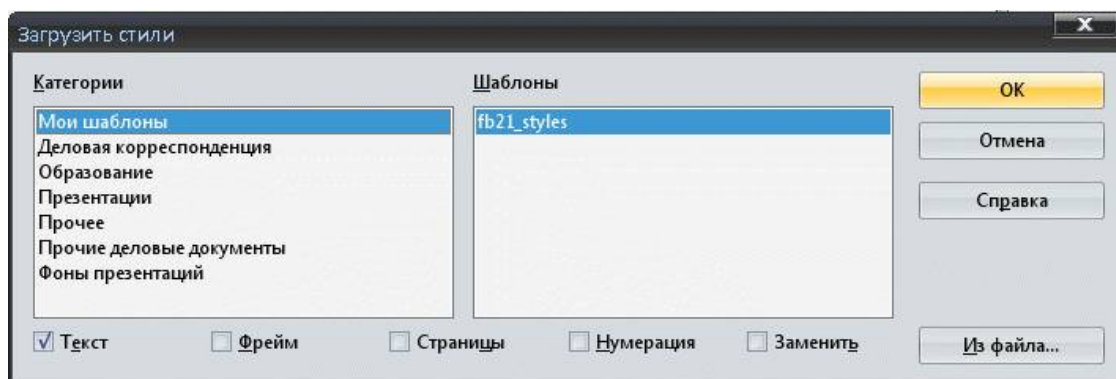 Загрузить стили
Категории
Шаблоны
Мои шаблоны
Деловая корреспонденция
Образование
Презентации
Прочее
Прочие деловые документы
Фоны презентаций
fb21_styles
OK
Отмена
Справка
Текст
Фрейм
Страницы
Нумерация
Заменить
Из файла...